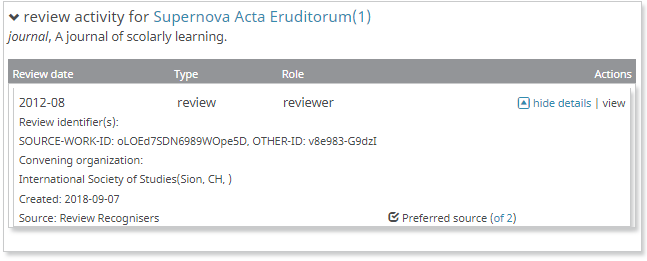 review activity for Supernova Acta Eruditorum(1)
journal, A journal of scolarly learning.
Review date Type Role Actions
2012-08 review reviewer hide details | view
Review identifier(s):
SOURCE-WORK-ID: oLOEd7SDN6989WOpe5D, OTHER-ID: v8e983-G9dzI
Convening organization:
International Society of Studies(Sion, CH, )
Created: 2018-09-07
Source: Review Recognisers Preferred source (of 2)